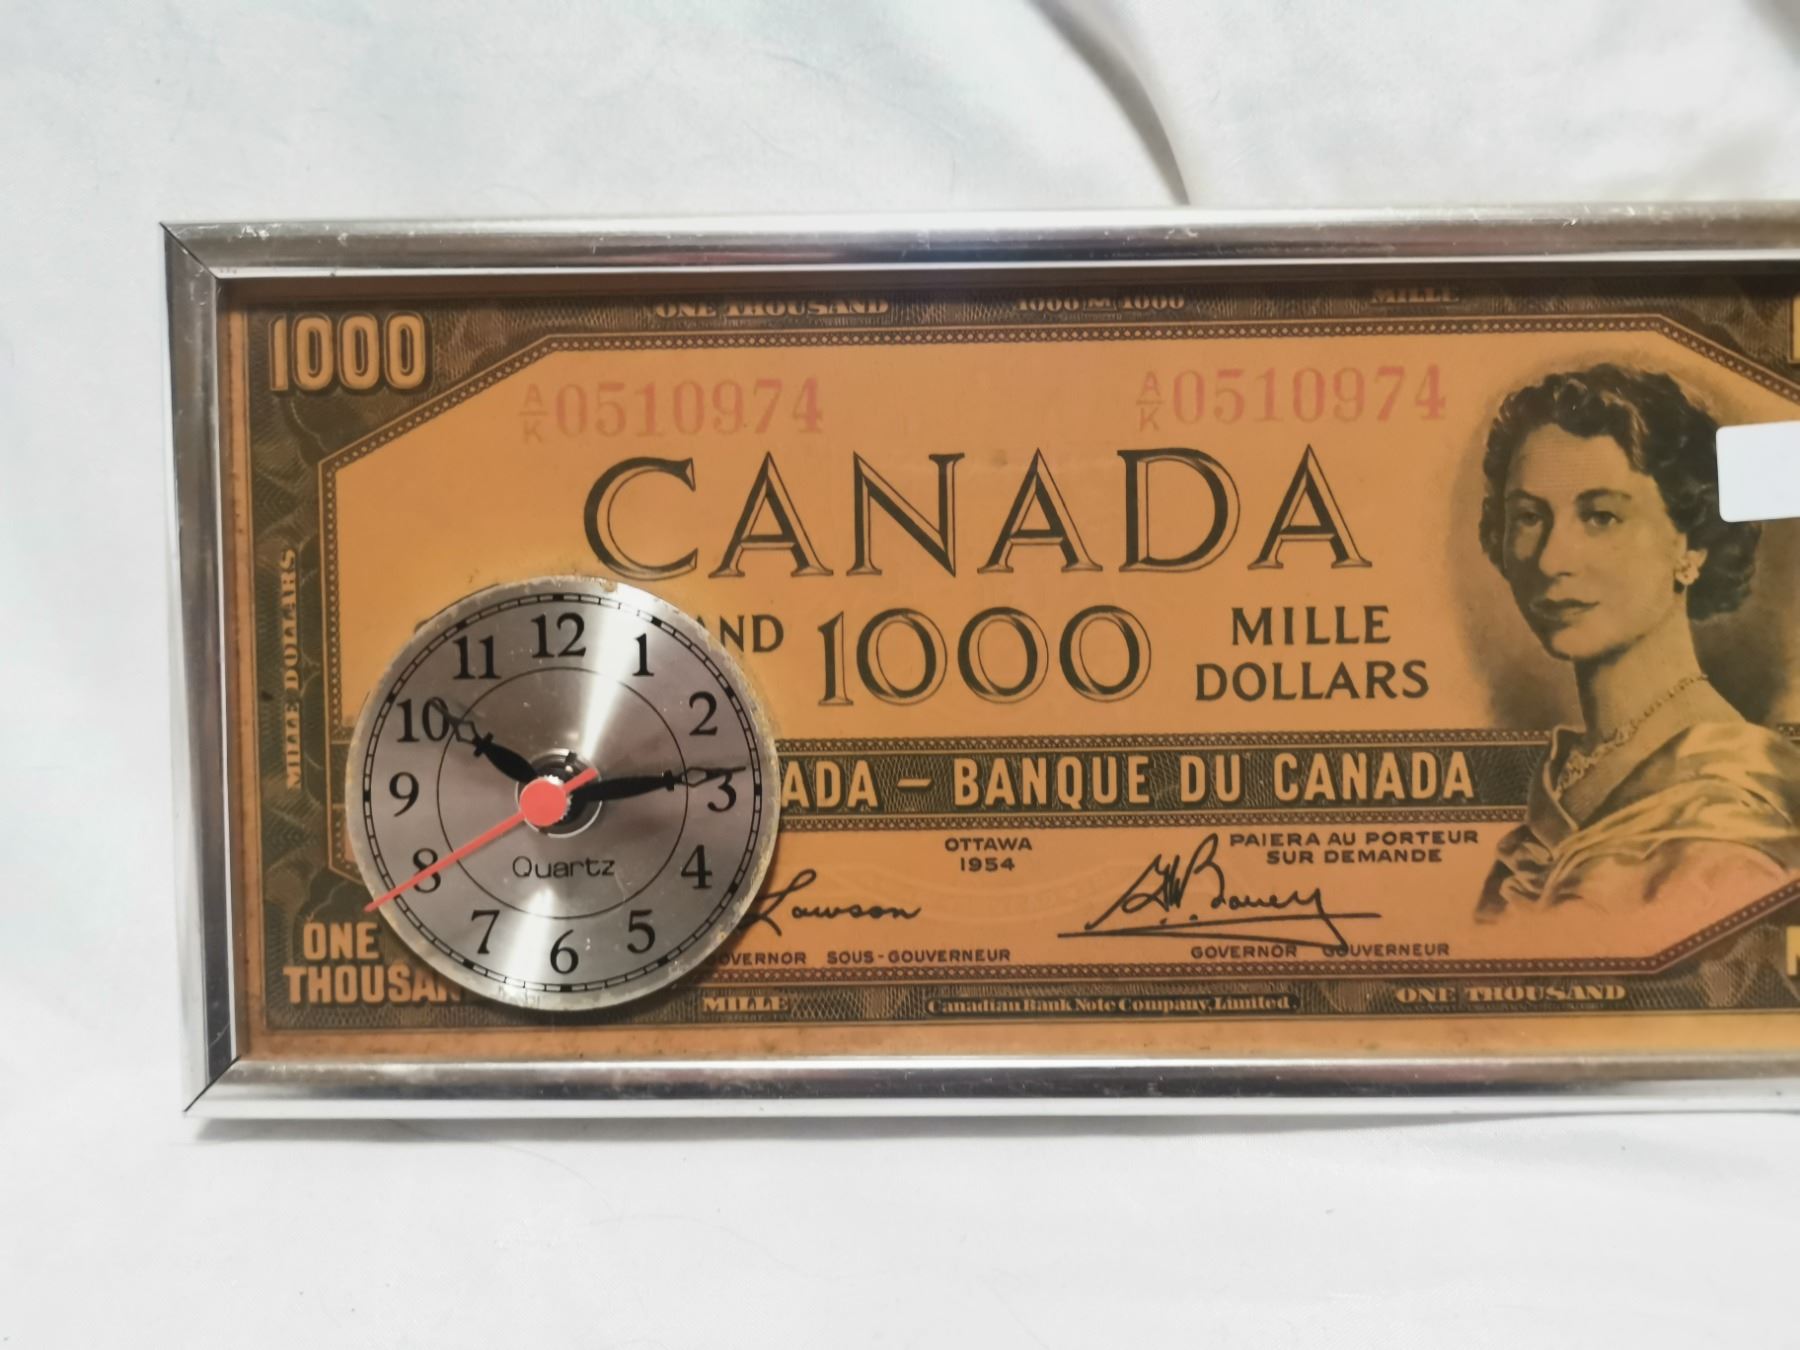 ONE THOUSAND 1000 M 1000 MILLE
1000
A/K 0510974 A/K 0510974
CANADA
MILLE DOLLARS
AND 1000 MILLE
DOLLARS
ADA – BANQUE DU CANADA
12
11 1
10 2
9 3
8 4
7 5
6
Quartz
OTTAWA
1954
PAIERA AU PORTEUR
SUR DEMANDE
Lawson
OVERNOR SOUS-GOUVERNEUR
GOVERNOR GOUVERNEUR
ONE
THOUSAN
MILLE Canadian Bank Note Company, Limited ONE THOUSAND